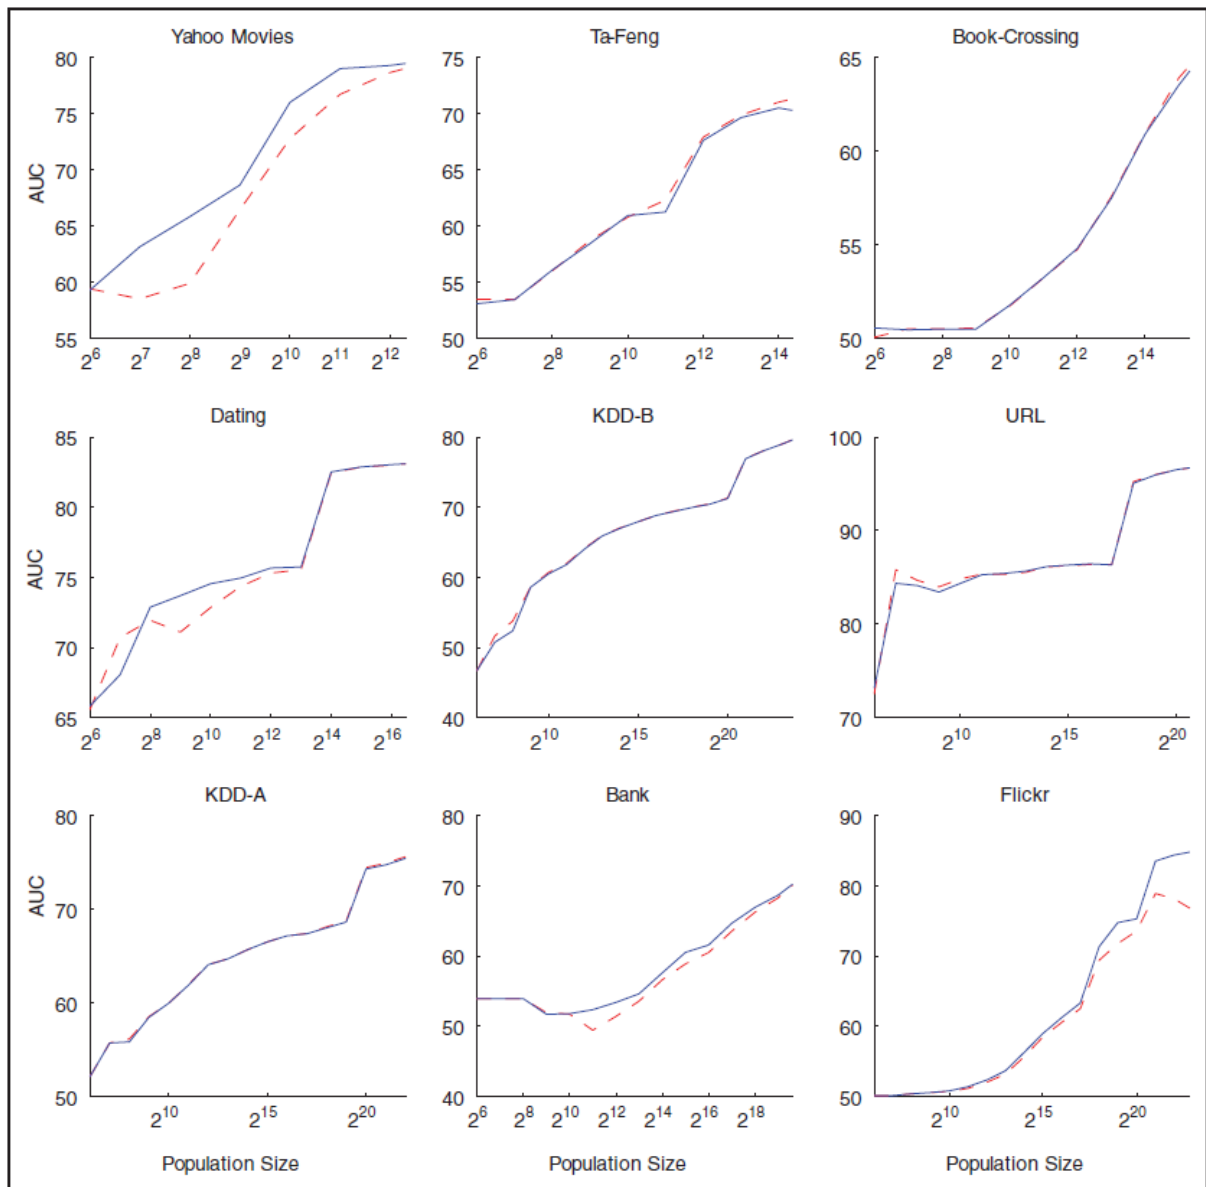 Yahoo Movies Ta-Feng Book-Crossing
80 75 65
75 70
70 65 60
AUC
65 60 55
60 55
55 50 50
2^6 2^7 2^8 2^9 2^10 2^11 2^12 2^6 2^8 2^10 2^12 2^14 2^6 2^8 2^10 2^12 2^14
Dating KDD-B URL
85 80 100
80 70 90
AUC
75 60
70 50 80
65 40 70
2^6 2^8 2^10 2^12 2^14 2^16 2^10 2^20 2^10 2^15 2^20
KDD-A Bank Flickr
80 80 90
70 70 80
AUC
60 60 70
50 60
50 40 50
2^10 2^15 2^20 2^6 2^8 2^10 2^12 2^14 2^16 2^18 2^10 2^15 2^20
Population Size Population Size Population Size